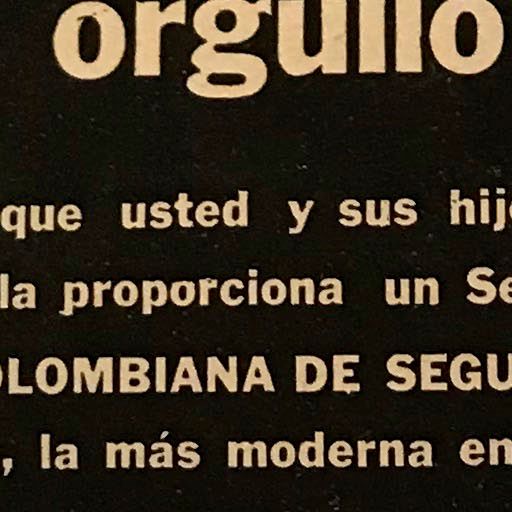 orgullo
que usted y sus hij
la proporciona un Se
OLOMBIANA DE SEGU
, la más moderna en